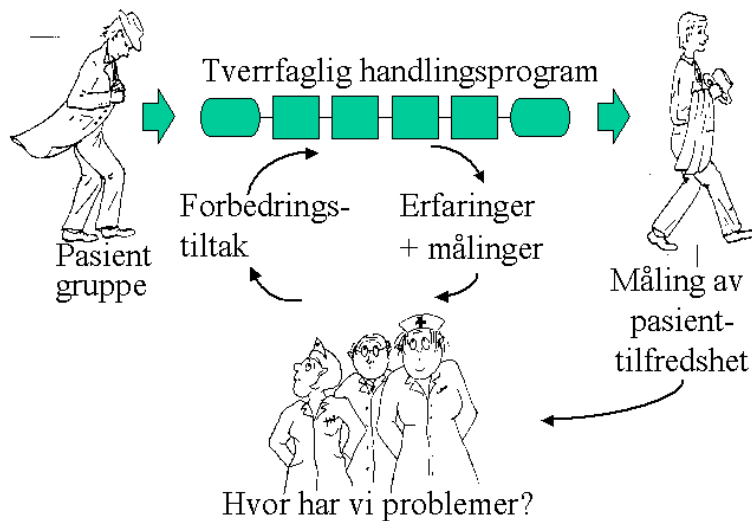 Tverrfaglig handlingsprogram
Forbedrings-
tiltak
Erfaringer
+ målinger
Pasient
gruppe
Måling av
pasient-
tilfredshet
Hvor har vi problemer?